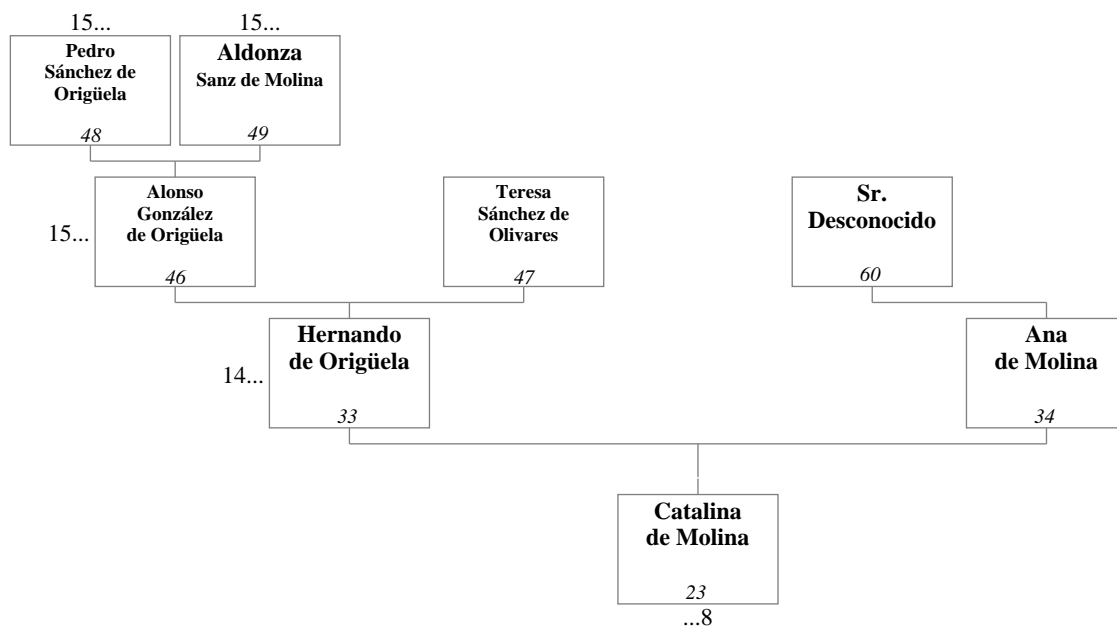 15...
Pedro
Sánchez de
Origüela
48
15...
Aldonza
Sanz de Molina
49
15...
Alonso
González
de Origüela
46
Teresa
Sánchez de
Olivares
47
Sr.
Desconocido
60
14...
Hernando
de Origüela
33
Ana
de Molina
34
Catalina
de Molina
23
...8